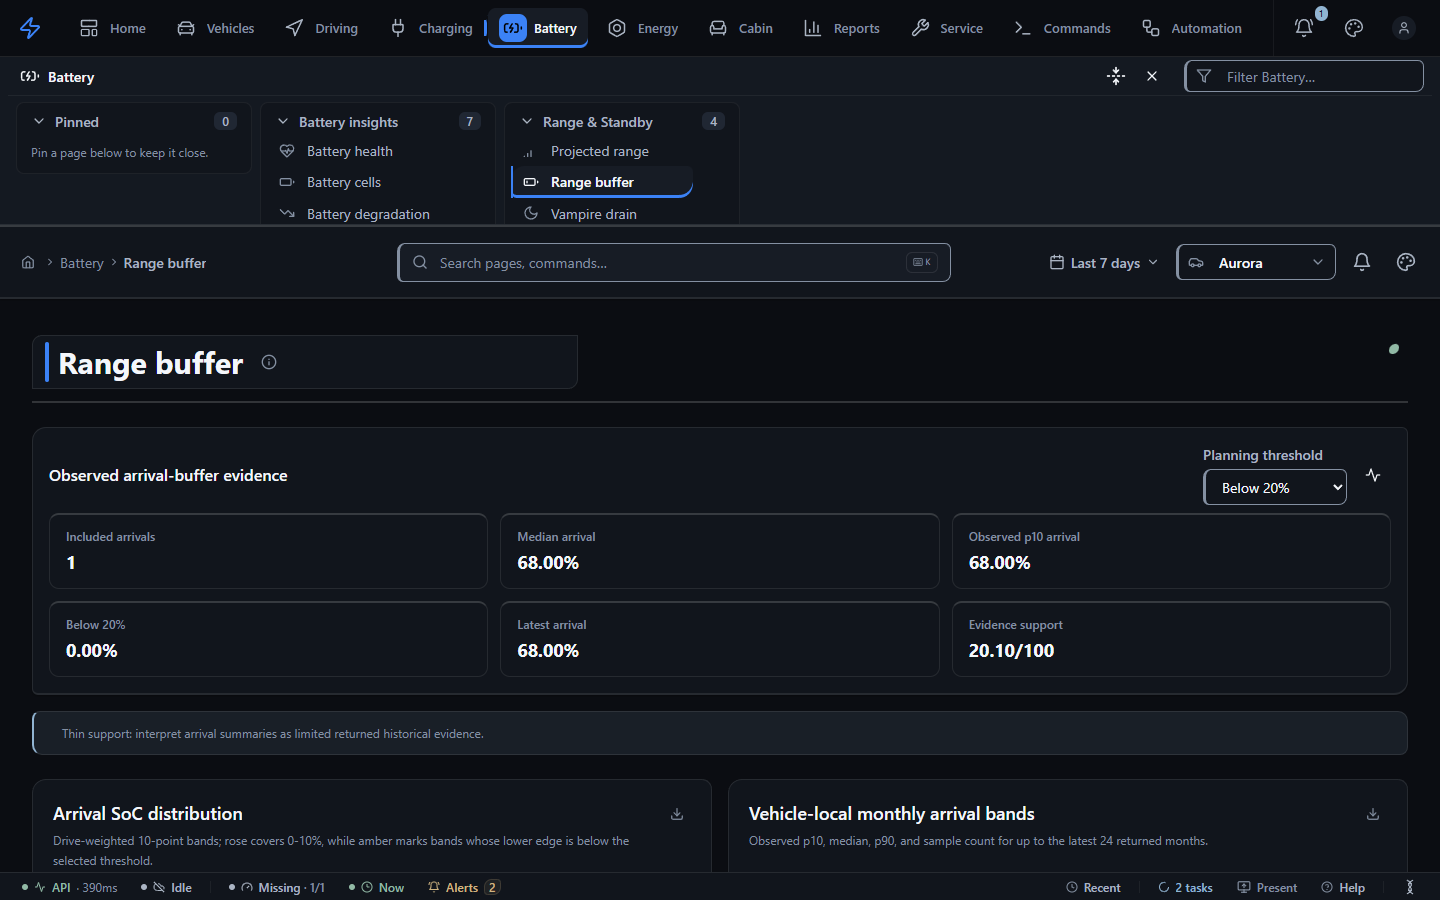 Home
Vehicles
Driving
Charging
Battery
Energy
Cabin
Reports
Service
Commands
Automation
1
Battery
Filter Battery...
Pinned
0
Pin a page below to keep it close.
Battery insights
7
Battery health
Battery cells
Battery degradation
Range & Standby
4
Projected range
Range buffer
Vampire drain
Battery
Range buffer
Search pages, commands...
K
Last 7 days
Aurora
Range buffer
Observed arrival-buffer evidence
Planning threshold
Below 20%
Included arrivals
1
Median arrival
68.00%
Observed p10 arrival
68.00%
Below 20%
0.00%
Latest arrival
68.00%
Evidence support
20.10/100
Thin support: interpret arrival summaries as limited returned historical evidence.
Arrival SoC distribution
Drive-weighted 10-point bands; rose covers 0-10%, while amber marks bands whose lower edge is below the
selected threshold.
Vehicle-local monthly arrival bands
Observed p10, median, p90, and sample count for up to the latest 24 returned months.
API · 390ms
Idle
Missing · 1/1
Now
Alerts 2
Recent
2 tasks
Present
Help